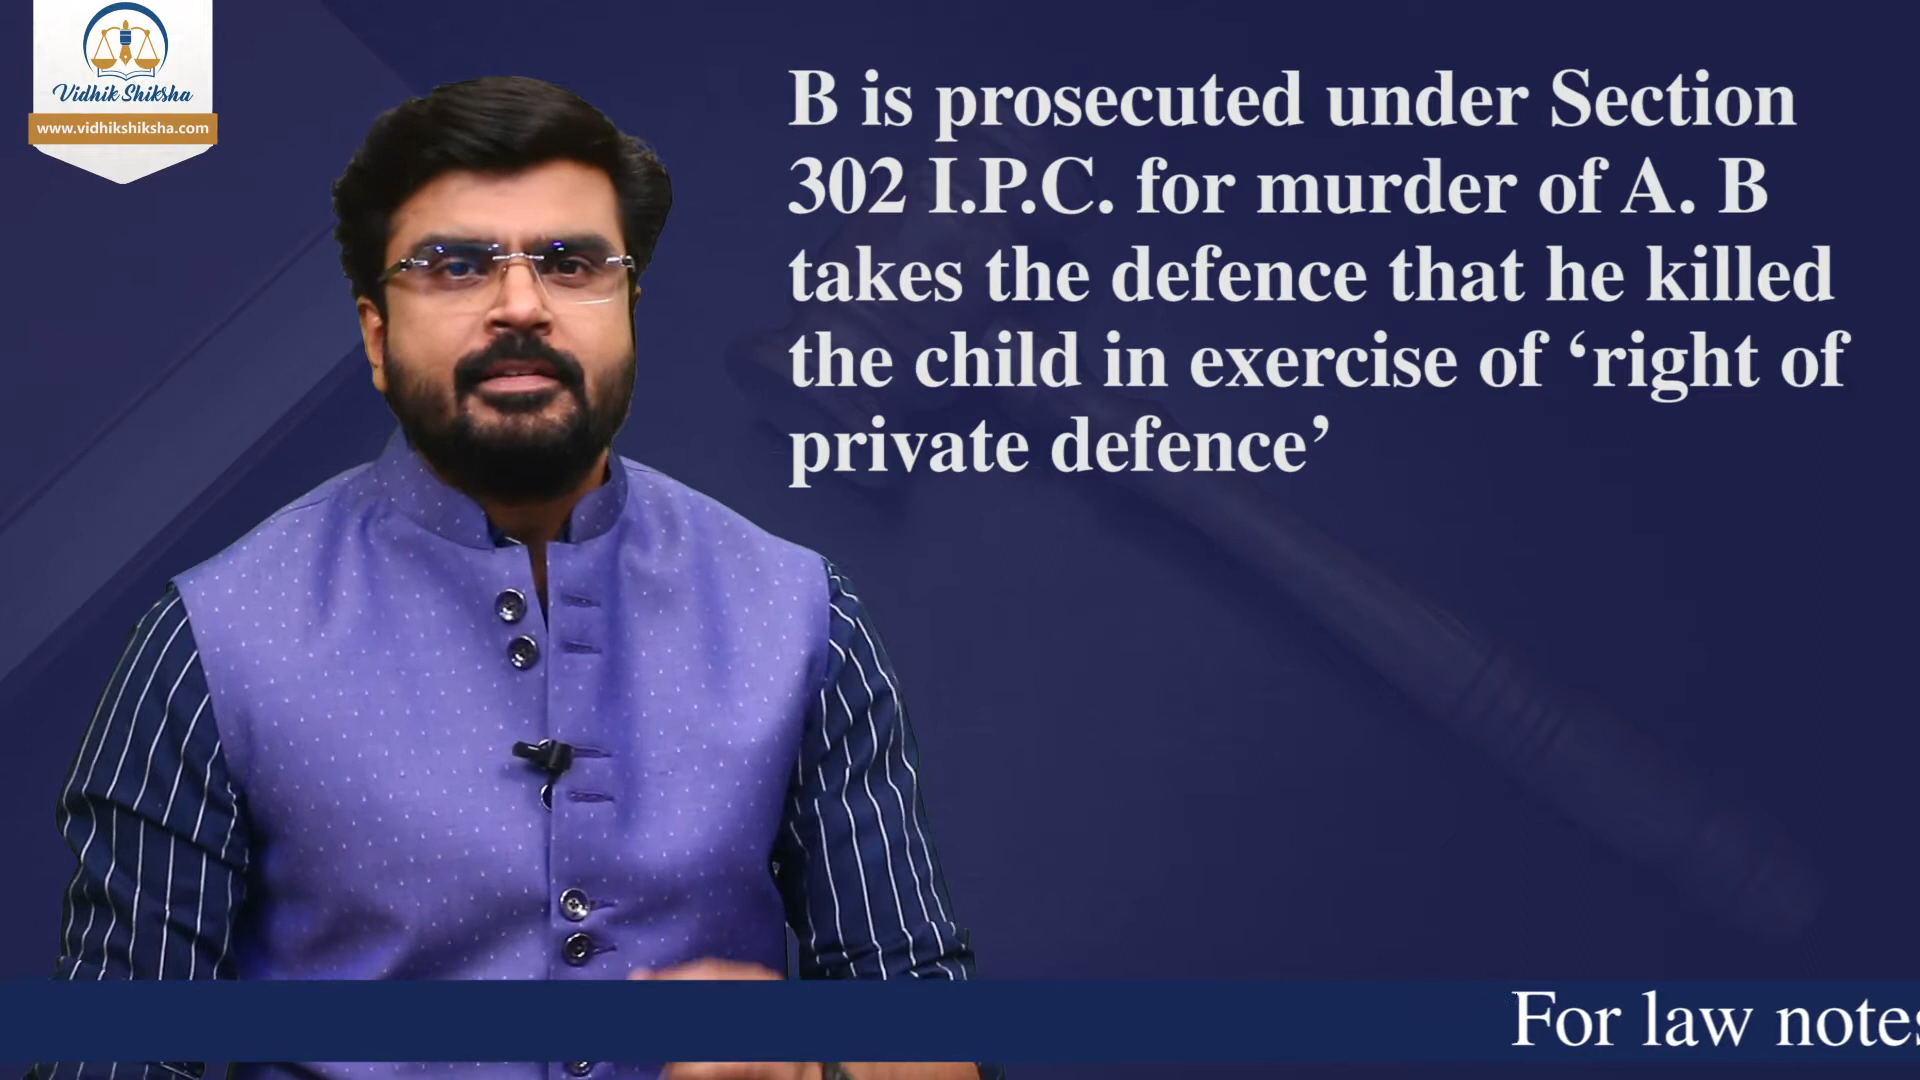 Vidhik Shiksha
www.vidhikshiksha.com
B is prosecuted under Section
302 I.P.C. for murder of A. B
takes the defence that he killed
the child in exercise of ‘right of
private defence’
For law notes